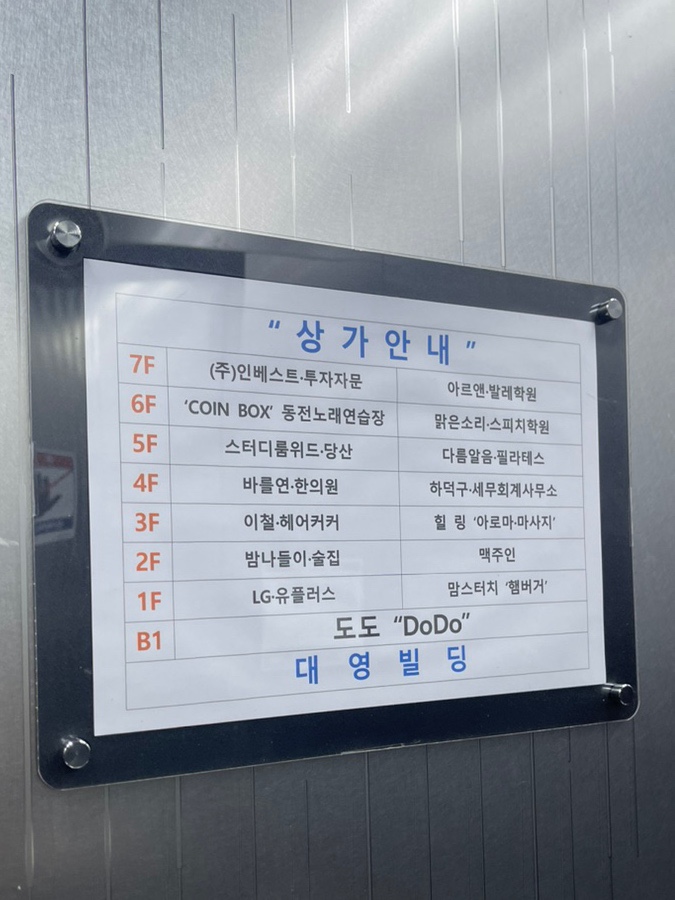 “ 상 가 안 내 ”
7F (주)인베스트·투자자문 아르앤·발레학원
6F ‘COIN BOX’ 동전노래연습장 맑은소리·스피치학원
5F 스터디룸위드·당산 다름알음·필라테스
4F 바를연·한의원 하덕구·세무회계사무소
3F 이철·헤어커커 힐 링 ‘아로마·마사지’
2F 밤나들이·술집 맥주인
1F LG·유플러스 맘스터치 ‘햄버거’
B1 도도 “DoDo”
대 영 빌 딩